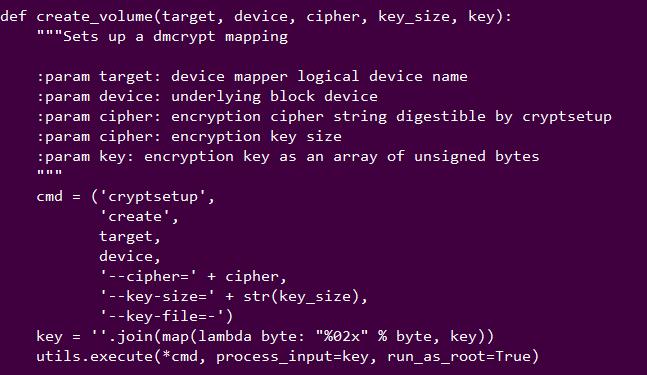 def create_volume(target, device, cipher, key_size, key):
    """Sets up a dmcrypt mapping

    :param target: device mapper logical device name
    :param device: underlying block device
    :param cipher: encryption cipher string digestible by cryptsetup
    :param cipher: encryption key size
    :param key: encryption key as an array of unsigned bytes
    """
    cmd = ('cryptsetup',
           'create',
           target,
           device,
           '--cipher=' + cipher,
           '--key-size=' + str(key_size),
           '--key-file=-')
    key = ''.join(map(lambda byte: "%02x" % byte, key))
    utils.execute(*cmd, process_input=key, run_as_root=True)